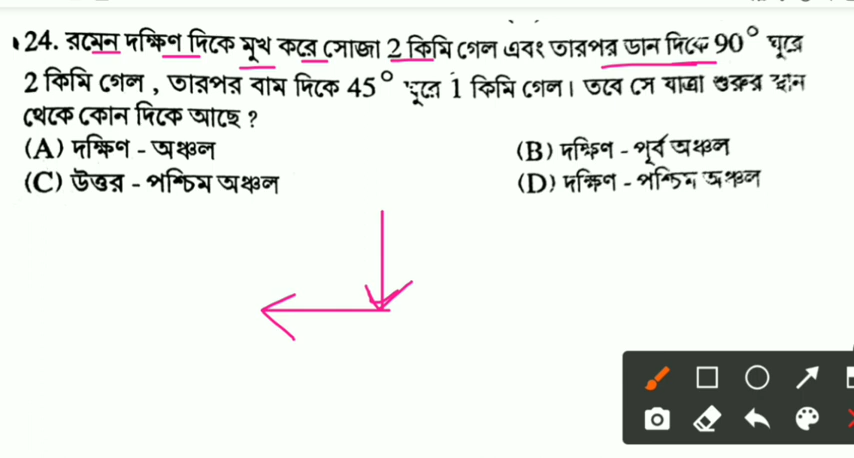 24. রমেন দক্ষিণ দিকে মুখ করে সোজা 2 কিমি গেল এবং তারপর ডান দিকে 90° ঘুরে
2 কিমি গেল , তারপর বাম দিকে 45° ঘুরে 1 কিমি গেল। তবে সে যাত্রা শুরুর স্থান
থেকে কোন দিকে আছে ?
(A) দক্ষিণ - অঞ্চল
(B) দক্ষিণ - পূর্ব অঞ্চল
(C) উত্তর - পশ্চিম অঞ্চল
(D) দক্ষিণ - পশ্চিম অঞ্চল